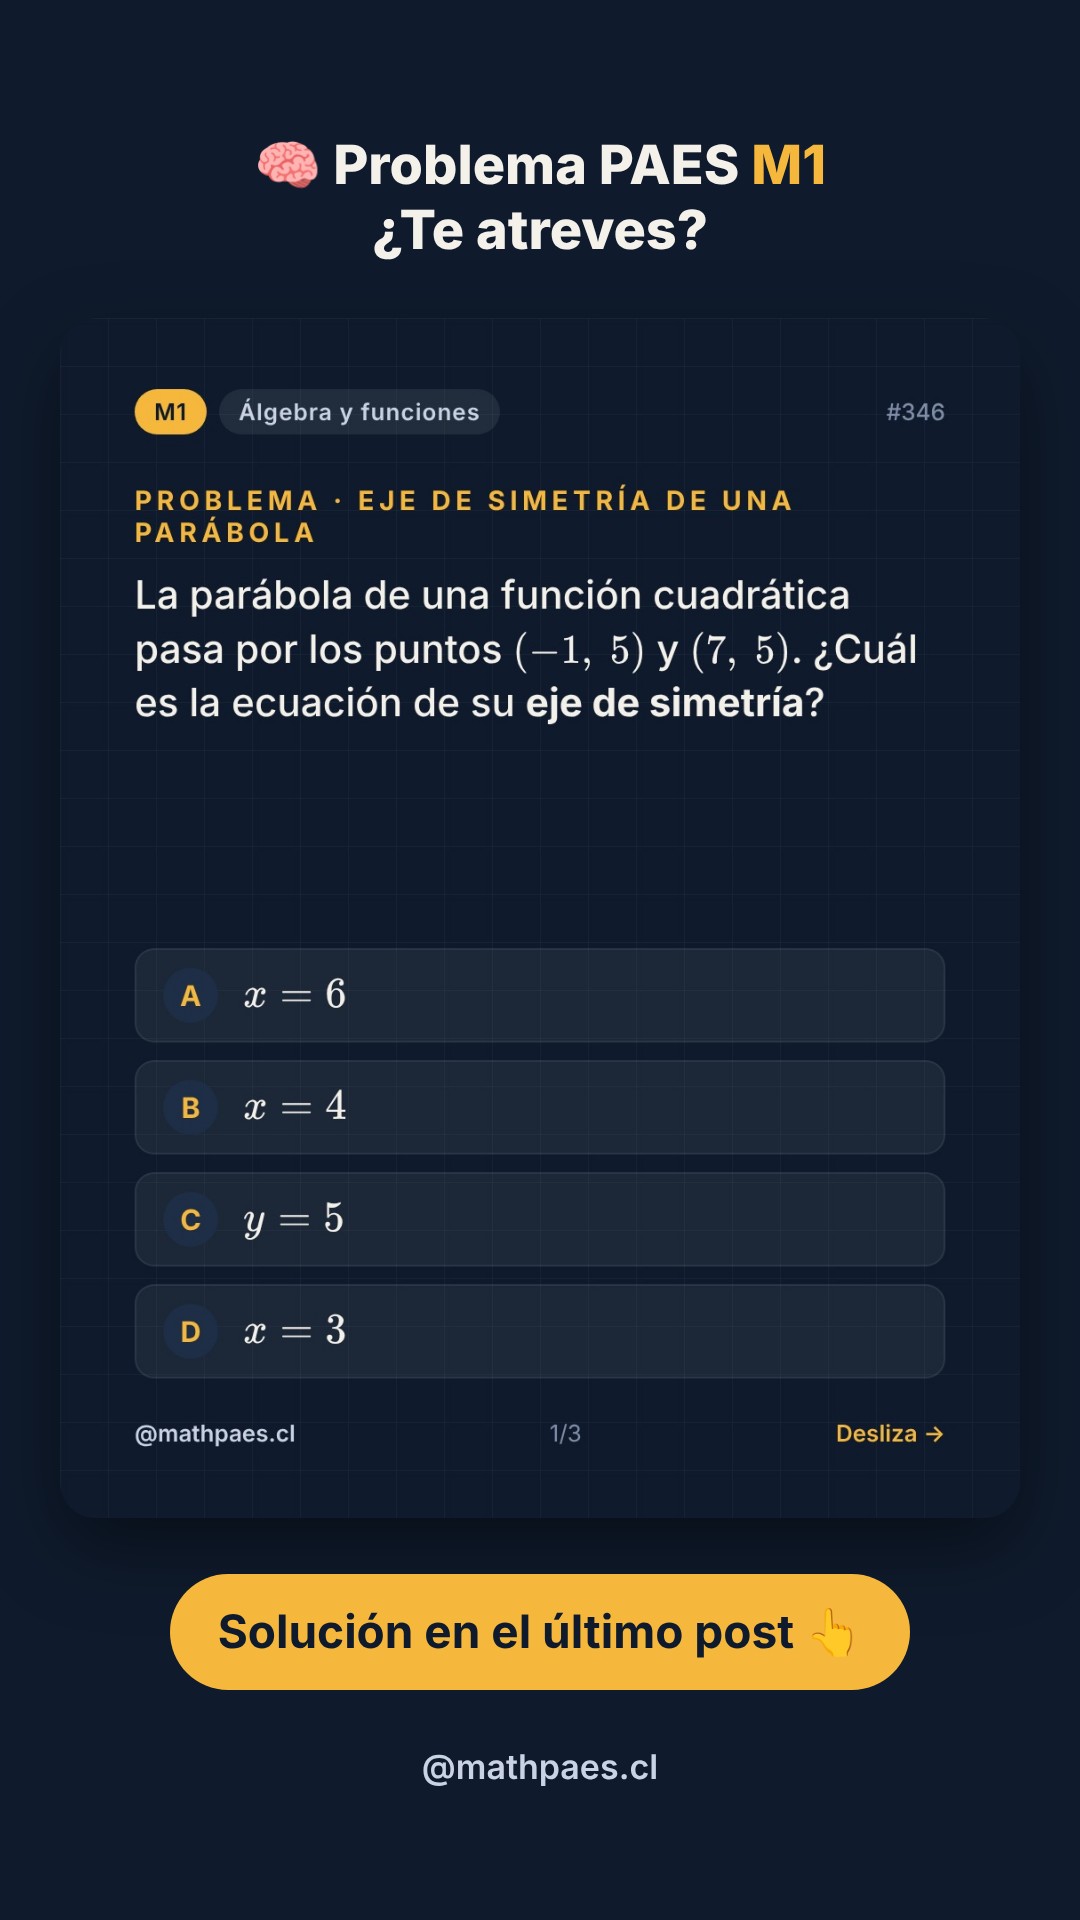 🧠 Problema PAES M1
¿Te atreves?
M1 Álgebra y funciones #346
PROBLEMA · EJE DE SIMETRÍA DE UNA
PARÁBOLA
La parábola de una función cuadrática
pasa por los puntos (−1, 5) y (7, 5). ¿Cuál
es la ecuación de su eje de simetría?
A x = 6
B x = 4
C y = 5
D x = 3
@mathpaes.cl 1/3 Desliza →
Solución en el último post 👆
@mathpaes.cl